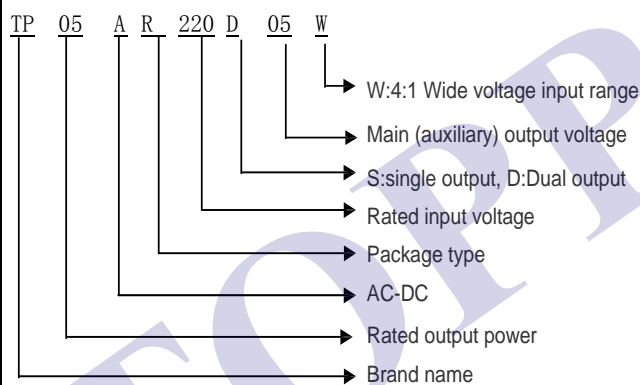 TP 05 A R 220 D 05 W
W:4:1 Wide voltage input range
Main (auxiliary) output voltage
S:single output, D:Dual output
Rated input voltage
Package type
AC-DC
Rated output power
Brand name
TOPP